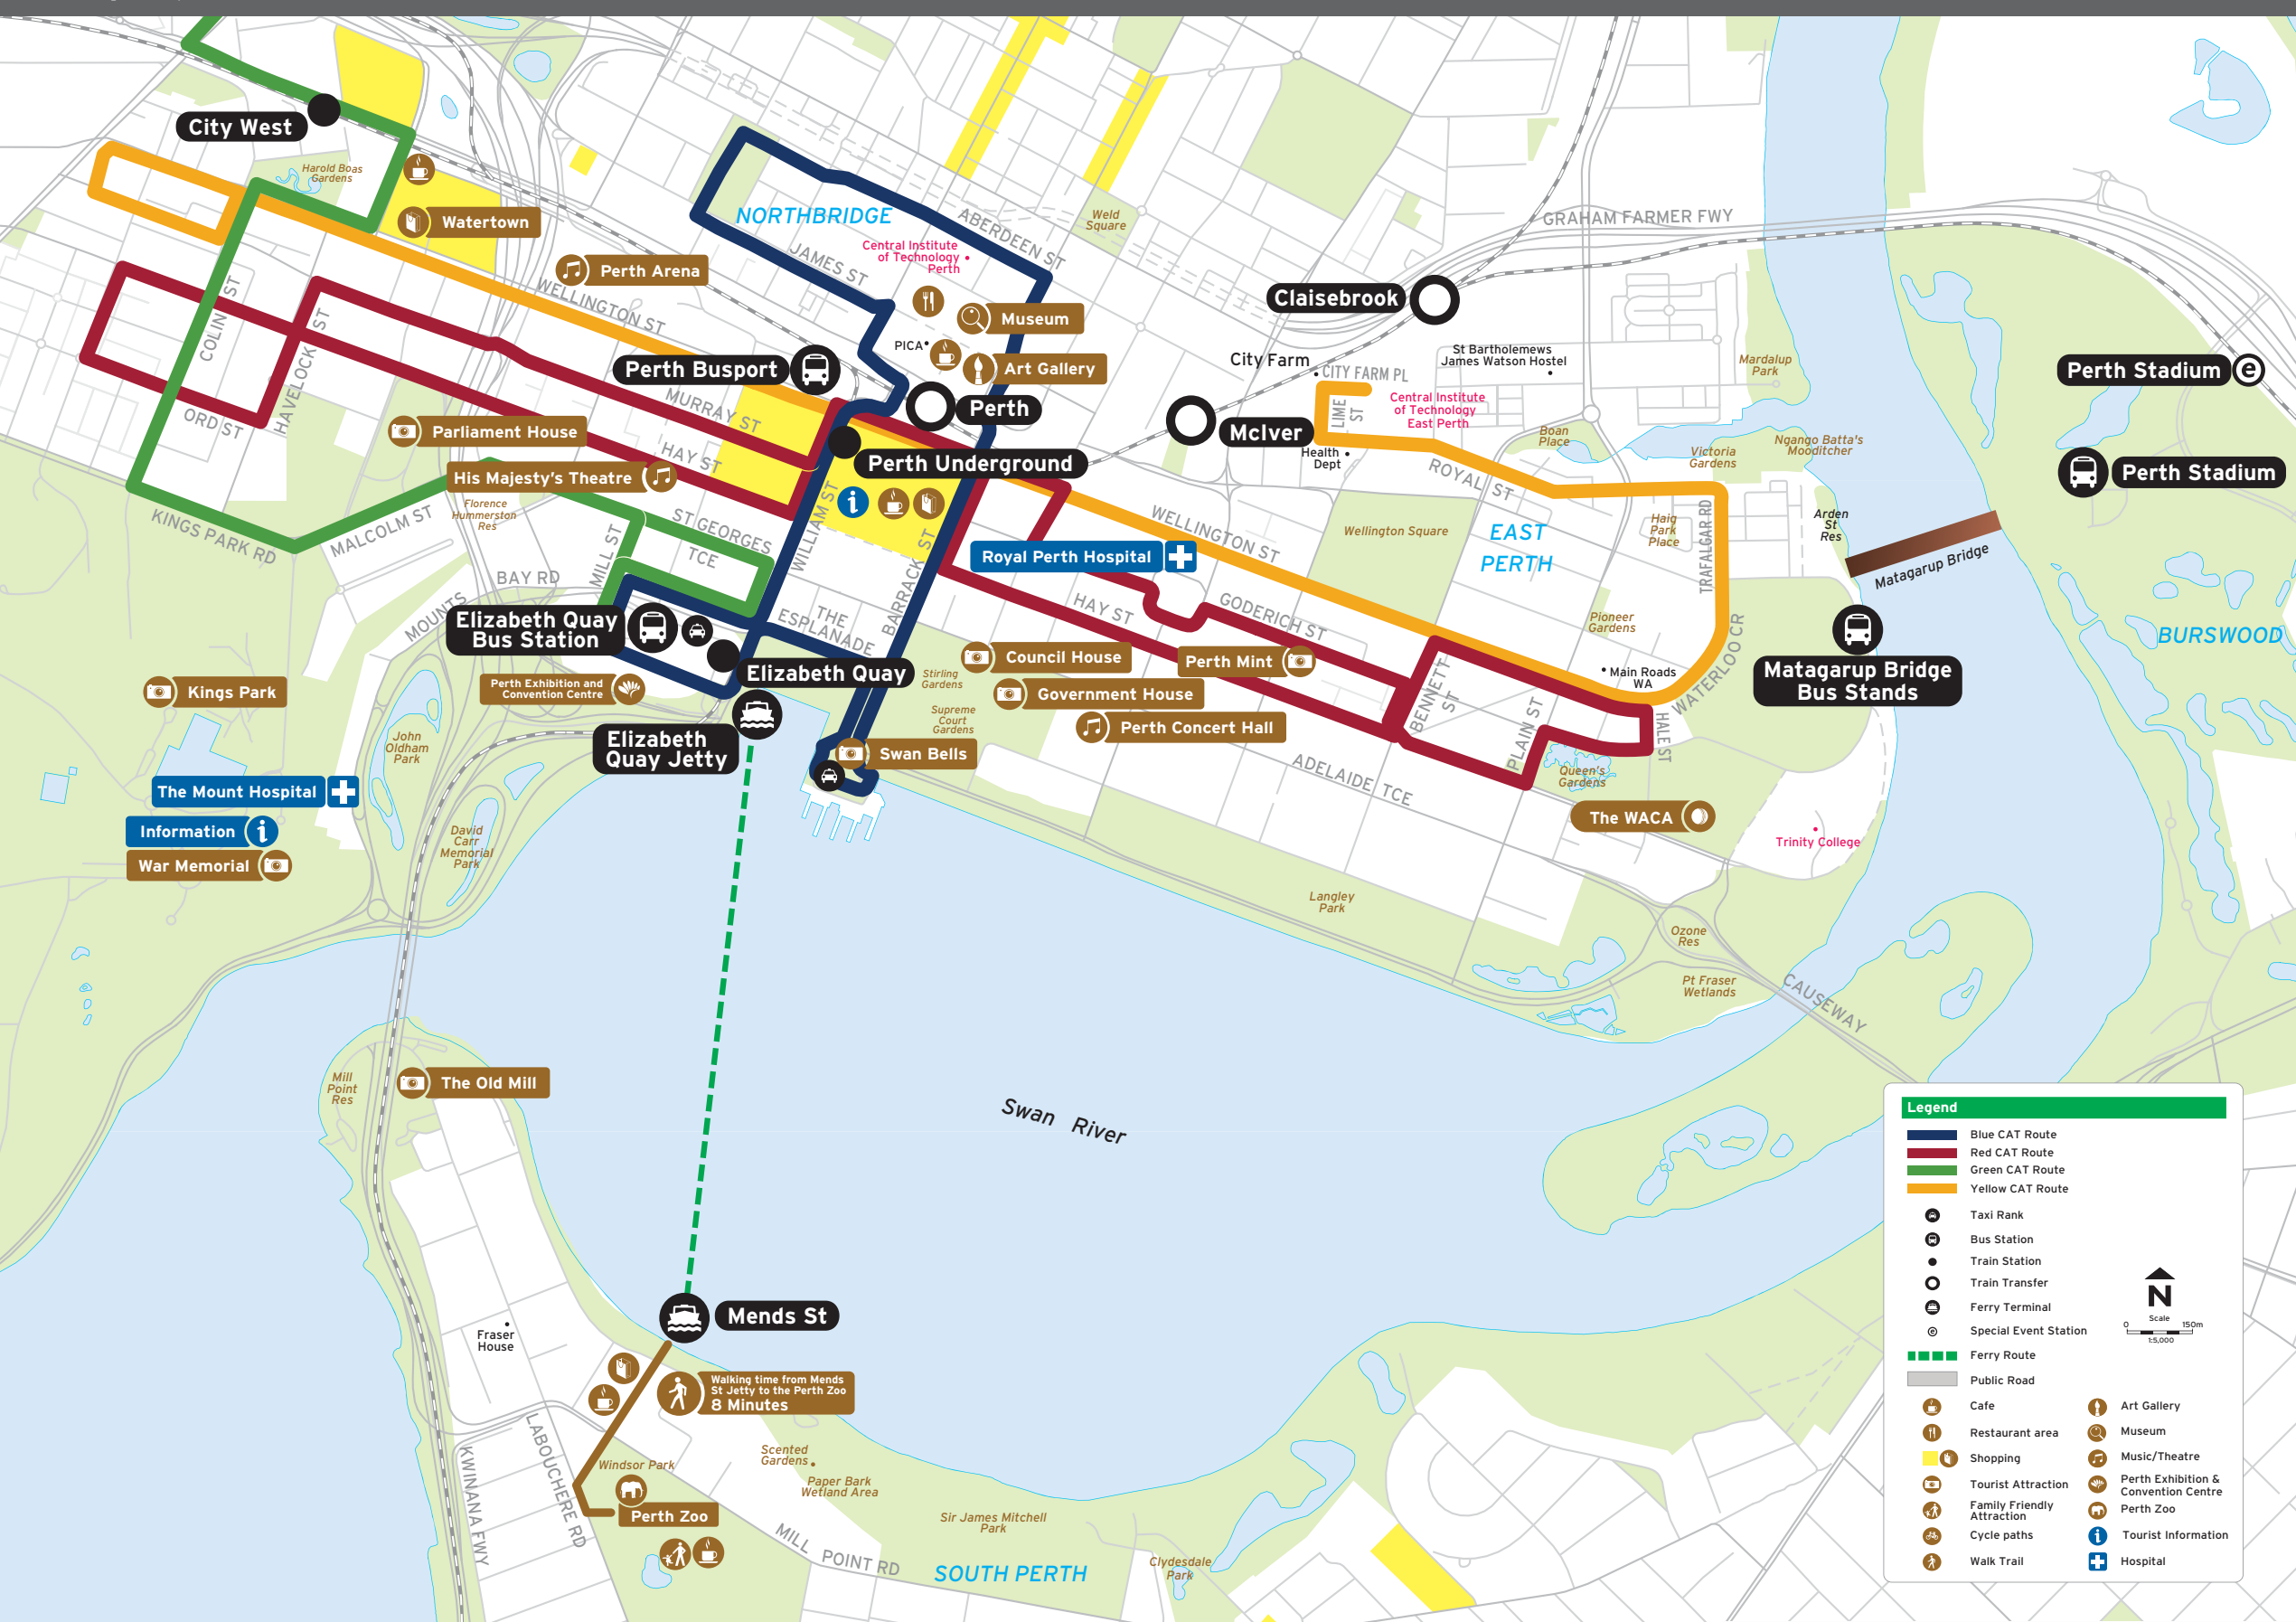 City West
Harold Boas
Gardens
Watertown
NORTHBRIDGE
ABERDEEN ST
Weld
Square
GRAHAM FARMER FWY
Central Institute
of Technology
Perth
JAMES ST
Perth Arena
WELLINGTON ST
COLIN ST
HAVELOCK ST
Museum
Claisebrook
PICA
Art Gallery
City Farm
CITY FARM PL
St Bartholemews
James Watson Hostel
Mardalup
Park
Perth Stadium
e
Perth Busport
MURRAY ST
Perth
LIME
ST
Central Institute
of Technology
East Perth
McIver
ORD ST
Parliament House
HAY ST
Perth Underground
Health
Dept
Boan
Place
Victoria
Gardens
Ngango Batta's
Mooditcher
Perth Stadium
His Majesty's Theatre
ROYAL ST
Florence
Hummerston
Res
KINGS PARK RD
MALCOLM ST
ST GEORGES
TCE
WILLIAM ST
WELLINGTON ST
Wellington Square
EAST
PERTH
Haig
Park
Place
TRAFALGAR RD
Arden
St
Res
Matagarup Bridge
MILL ST
BAY RD
MOUNTS
BARRACK ST
Royal Perth Hospital
HAY ST
GODERICH ST
Elizabeth Quay
Bus Station
THE
ESPLANADE
Pioneer
Gardens
BURSWOOD
Elizabeth Quay
Stirling
Gardens
Council House
Perth Mint
Main Roads
WA
WATERLOO CR
Matagarup Bridge
Bus Stands
Kings Park
Perth Exhibition and
Convention Centre
Government House
BENNETT
ST
Supreme
Court
Gardens
Perth Concert Hall
PLAIN ST
HALE ST
John
Oldham
Park
Elizabeth
Quay Jetty
Swan Bells
ADELAIDE TCE
Queen's
Gardens
The Mount Hospital
Information
War Memorial
The WACA
Trinity College
David
Carr
Memorial
Park
Langley
Park
Ozone
Res
Pt Fraser
Wetlands
CAUSEWAY
Mill
Point
Res
The Old Mill
Swan River
Mends St
Fraser
House
Walking time from Mends
St Jetty to the Perth Zoo
8 Minutes
LABOUCHERE RD
KWINANA FWY
Windsor Park
Scented
Gardens
Paper Bark
Wetland Area
Perth Zoo
Sir James Mitchell
Park
MILL POINT RD
SOUTH PERTH
Clydesdale
Park
Legend
Blue CAT Route
Red CAT Route
Green CAT Route
Yellow CAT Route
Taxi Rank
Bus Station
Train Station
Train Transfer
Ferry Terminal
e Special Event Station
Ferry Route
Public Road
N
Scale
0 150m
1:5,000
Cafe
Restaurant area
Shopping
Tourist Attraction
Family Friendly
Attraction
Cycle paths
Walk Trail
Art Gallery
Museum
Music/Theatre
Perth Exhibition &
Convention Centre
Perth Zoo
Tourist Information
Hospital